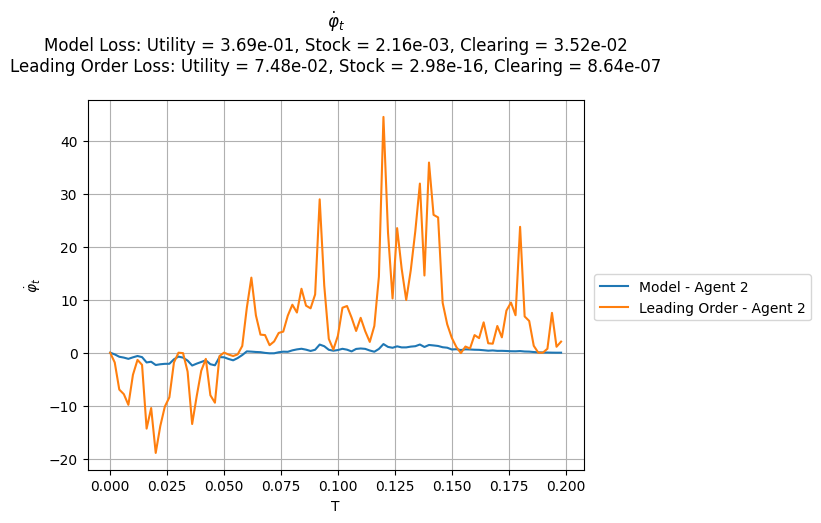 φ̇ₜ
Model Loss: Utility = 3.69e-01, Stock = 2.16e-03, Clearing = 3.52e-02
Leading Order Loss: Utility = 7.48e-02, Stock = 2.98e-16, Clearing = 8.64e-07
φ̇ₜ
40
30
20
10
0
−10
−20
0.000 0.025 0.050 0.075 0.100 0.125 0.150 0.175 0.200
T
Model - Agent 2
Leading Order - Agent 2